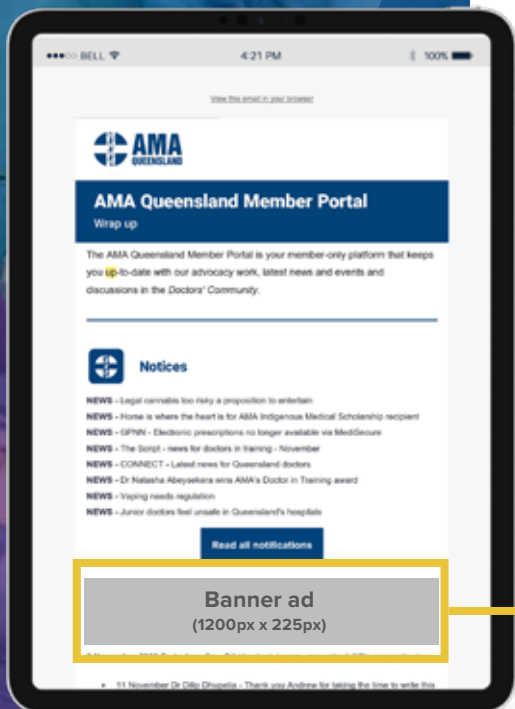 BELL
4:21 PM
100%
View this email in your browser
AMA
QUEENSLAND
AMA Queensland Member Portal
Wrap up
The AMA Queensland Member Portal is your member-only platform that keeps
you up-to-date with our advocacy work, latest news and events and
discussions in the Doctors' Community.
Notices
NEWS - Legal cannabis too risky a proposition to entertain
NEWS - Home is where the heart is for AMA Indigenous Medical Scholarship recipient
NEWS - GPNN - Electronic prescriptions no longer available via MediSecure
NEWS - The Script - news for doctors in training - November
NEWS - CONNECT - Latest news for Queensland doctors
NEWS - Dr Natasha Abeysekera wins AMA's Doctor in Training award
NEWS - Vaping needs regulation
NEWS - Junior doctors feel unsafe in Queensland's hospitals
Read all notifications
Banner ad
(1200px x 225px)
• 11 November Dr Dilip Dhupelia - Thank you Andrew for taking the time to write this